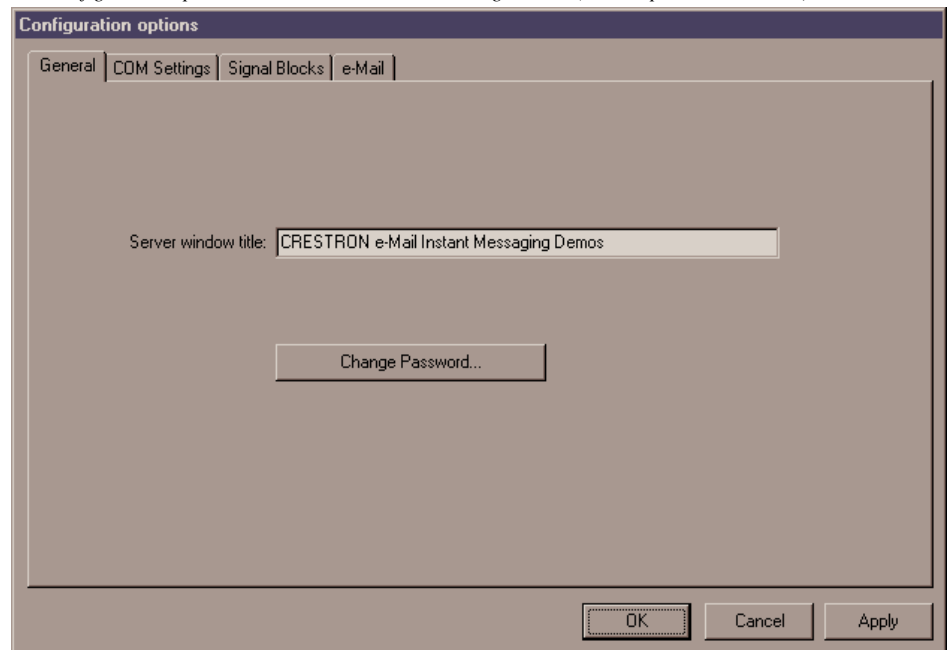 Configuration options
General COM Settings Signal Blocks e-Mail
Server window title: CRESTRON e-Mail Instant Messaging Demos
Change Password...
OK Cancel Apply